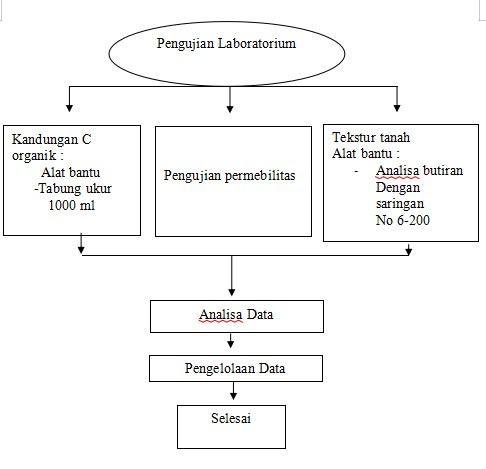 Pengujian Laboratorium
Kandungan C
organik :
Alat bantu
-Tabung ukur
1000 ml
Pengujian permebilitas
Tekstur tanah
Alat bantu :
- Analisa butiran
Dengan
saringan
No 6-200
Analisa Data
Pengelolaan Data
Selesai